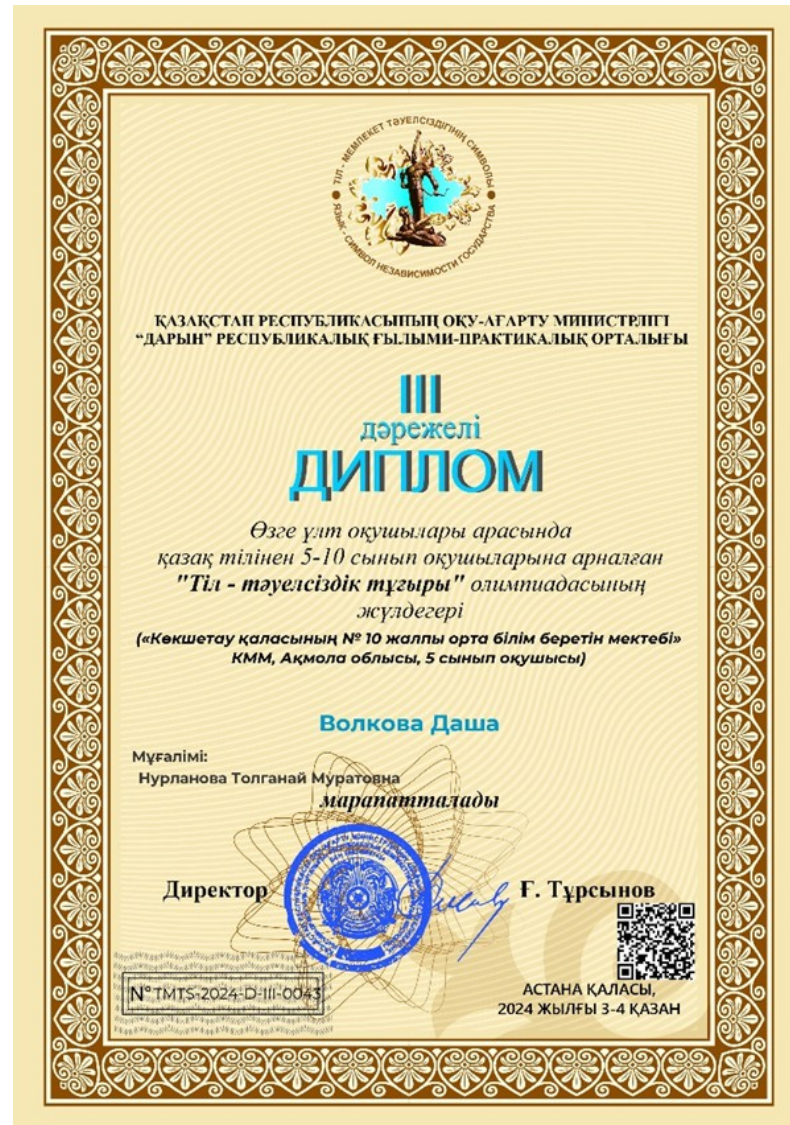 ТІЛ - МЕМЛЕКЕТ ТӘУЕЛСІЗДІГІНІҢ СИМВОЛЫ
ЯЗЫК - СИМВОЛ НЕЗАВИСИМОСТИ ГОСУДАРСТВА
ҚАЗАҚСТАН РЕСПУБЛИКАСЫНЫҢ ОҚУ-АҒАРТУ МИНИСТРЛІГІ
“ДАРЫН” РЕСПУБЛИКАЛЫҚ ҒЫЛЫМИ-ПРАКТИКАЛЫҚ ОРТАЛЫҒЫ
III
дәрежелі
ДИПЛОМ
Өзге ұлт оқушылары арасында
қазақ тілінен 5-10 сынып оқушыларына арналған
"Тіл - тәуелсіздік тұғыры" олимпиадасының
жүлдегері
(«Көкшетау қаласының № 10 жалпы орта білім беретін мектебі»
КММ, Ақмола облысы, 5 сынып оқушысы)
Волкова Даша
Мұғалімі:
Нурланова Толганай Муратовна
марапатталады
Директор Ғ. Тұрсынов
N° TMTS-2024-D-III-0043
АСТАНА ҚАЛАСЫ,
2024 ЖЫЛҒЫ 3-4 ҚАЗАН